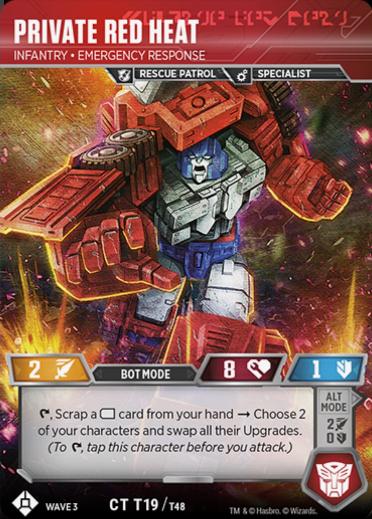 PRIVATE RED HEAT
INFANTRY • EMERGENCY RESPONSE
RESCUE PATROL SPECIALIST
2 BOT MODE 8 1
ALT
MODE
2
0
, Scrap a card from your hand → Choose 2
of your characters and swap all their Upgrades.
(To , tap this character before you attack.)
WAVE 3 CT T19 / T48 TM & © Hasbro. © Wizards.